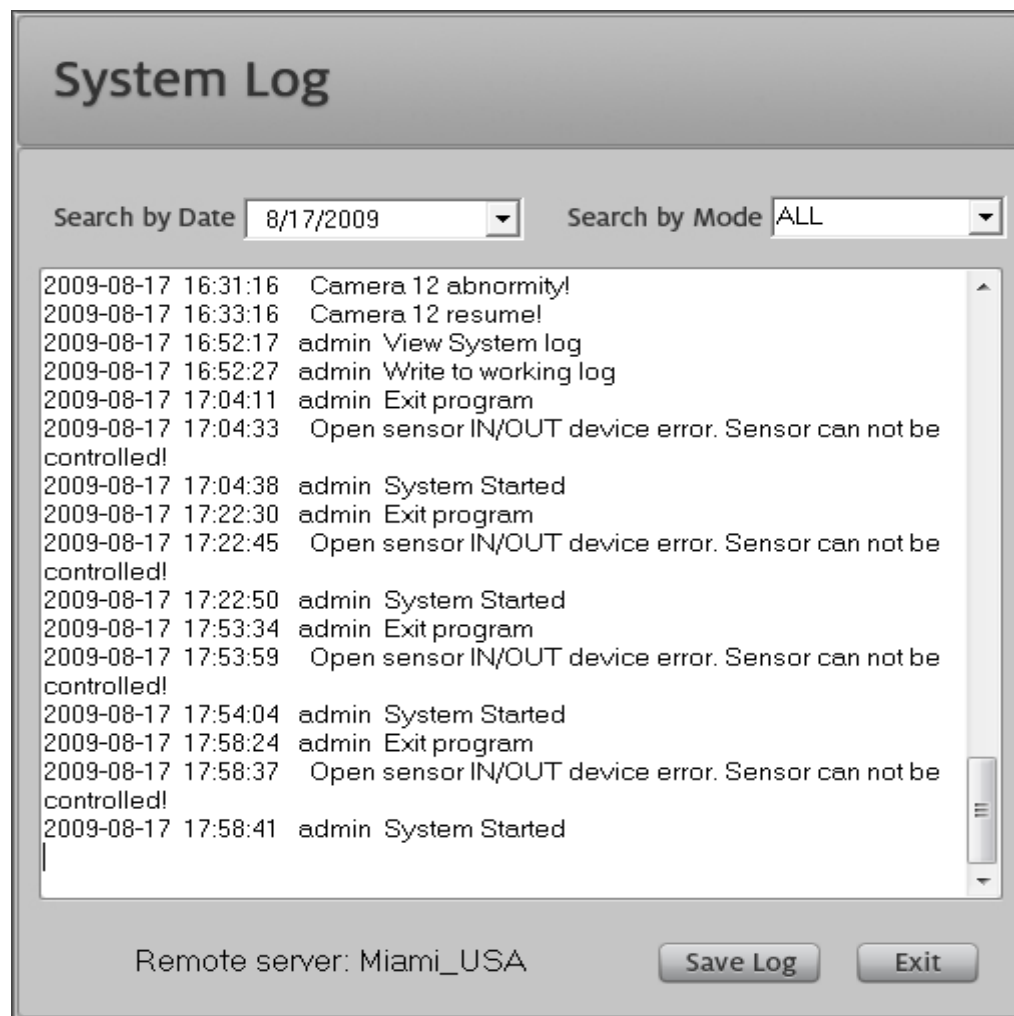 System Log
Search by Date 8/17/2009 Search by Mode ALL
2009-08-17 16:31:16 Camera 12 abnormity!
2009-08-17 16:33:16 Camera 12 resume!
2009-08-17 16:52:17 admin View System log
2009-08-17 16:52:27 admin Write to working log
2009-08-17 17:04:11 admin Exit program
2009-08-17 17:04:33 Open sensor IN/OUT device error. Sensor can not be
controlled!
2009-08-17 17:04:38 admin System Started
2009-08-17 17:22:30 admin Exit program
2009-08-17 17:22:45 Open sensor IN/OUT device error. Sensor can not be
controlled!
2009-08-17 17:22:50 admin System Started
2009-08-17 17:53:34 admin Exit program
2009-08-17 17:53:59 Open sensor IN/OUT device error. Sensor can not be
controlled!
2009-08-17 17:54:04 admin System Started
2009-08-17 17:58:24 admin Exit program
2009-08-17 17:58:37 Open sensor IN/OUT device error. Sensor can not be
controlled!
2009-08-17 17:58:41 admin System Started
Remote server: Miami_USA Save Log Exit